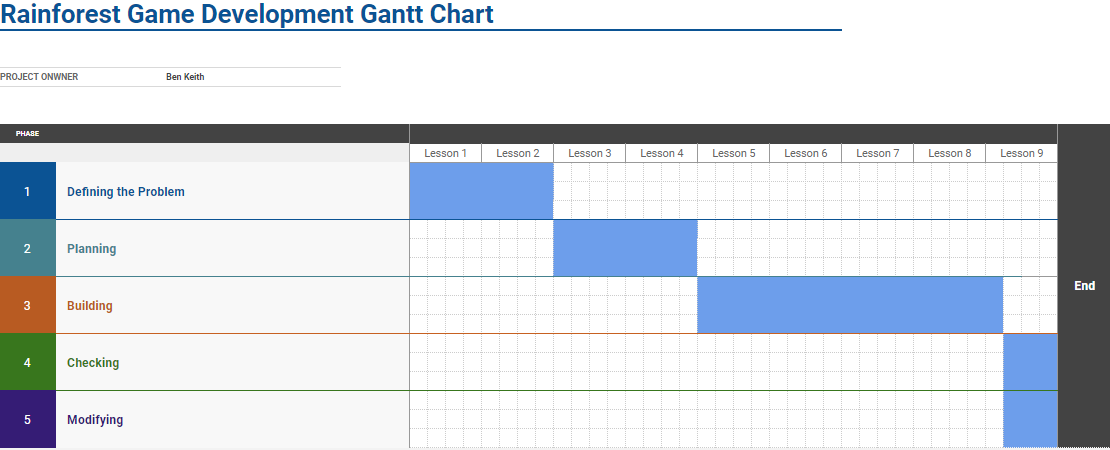 Rainforest Game Development Gantt Chart
PROJECT ONWNER Ben Keith
PHASE
Lesson 1 Lesson 2 Lesson 3 Lesson 4 Lesson 5 Lesson 6 Lesson 7 Lesson 8 Lesson 9
1 Defining the Problem
2 Planning
3 Building
End
4 Checking
5 Modifying